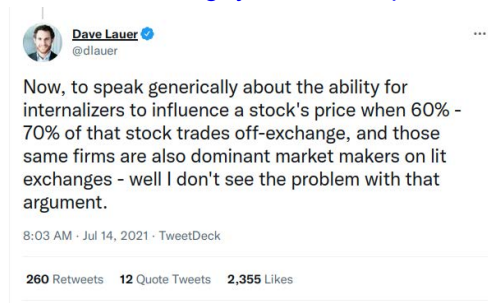 Dave Lauer
@dlauer
...
Now, to speak generically about the ability for
internalizers to influence a stock's price when 60% -
70% of that stock trades off-exchange, and those
same firms are also dominant market makers on lit
exchanges - well I don't see the problem with that
argument.
8:03 AM · Jul 14, 2021 · TweetDeck
260 Retweets 12 Quote Tweets 2,355 Likes